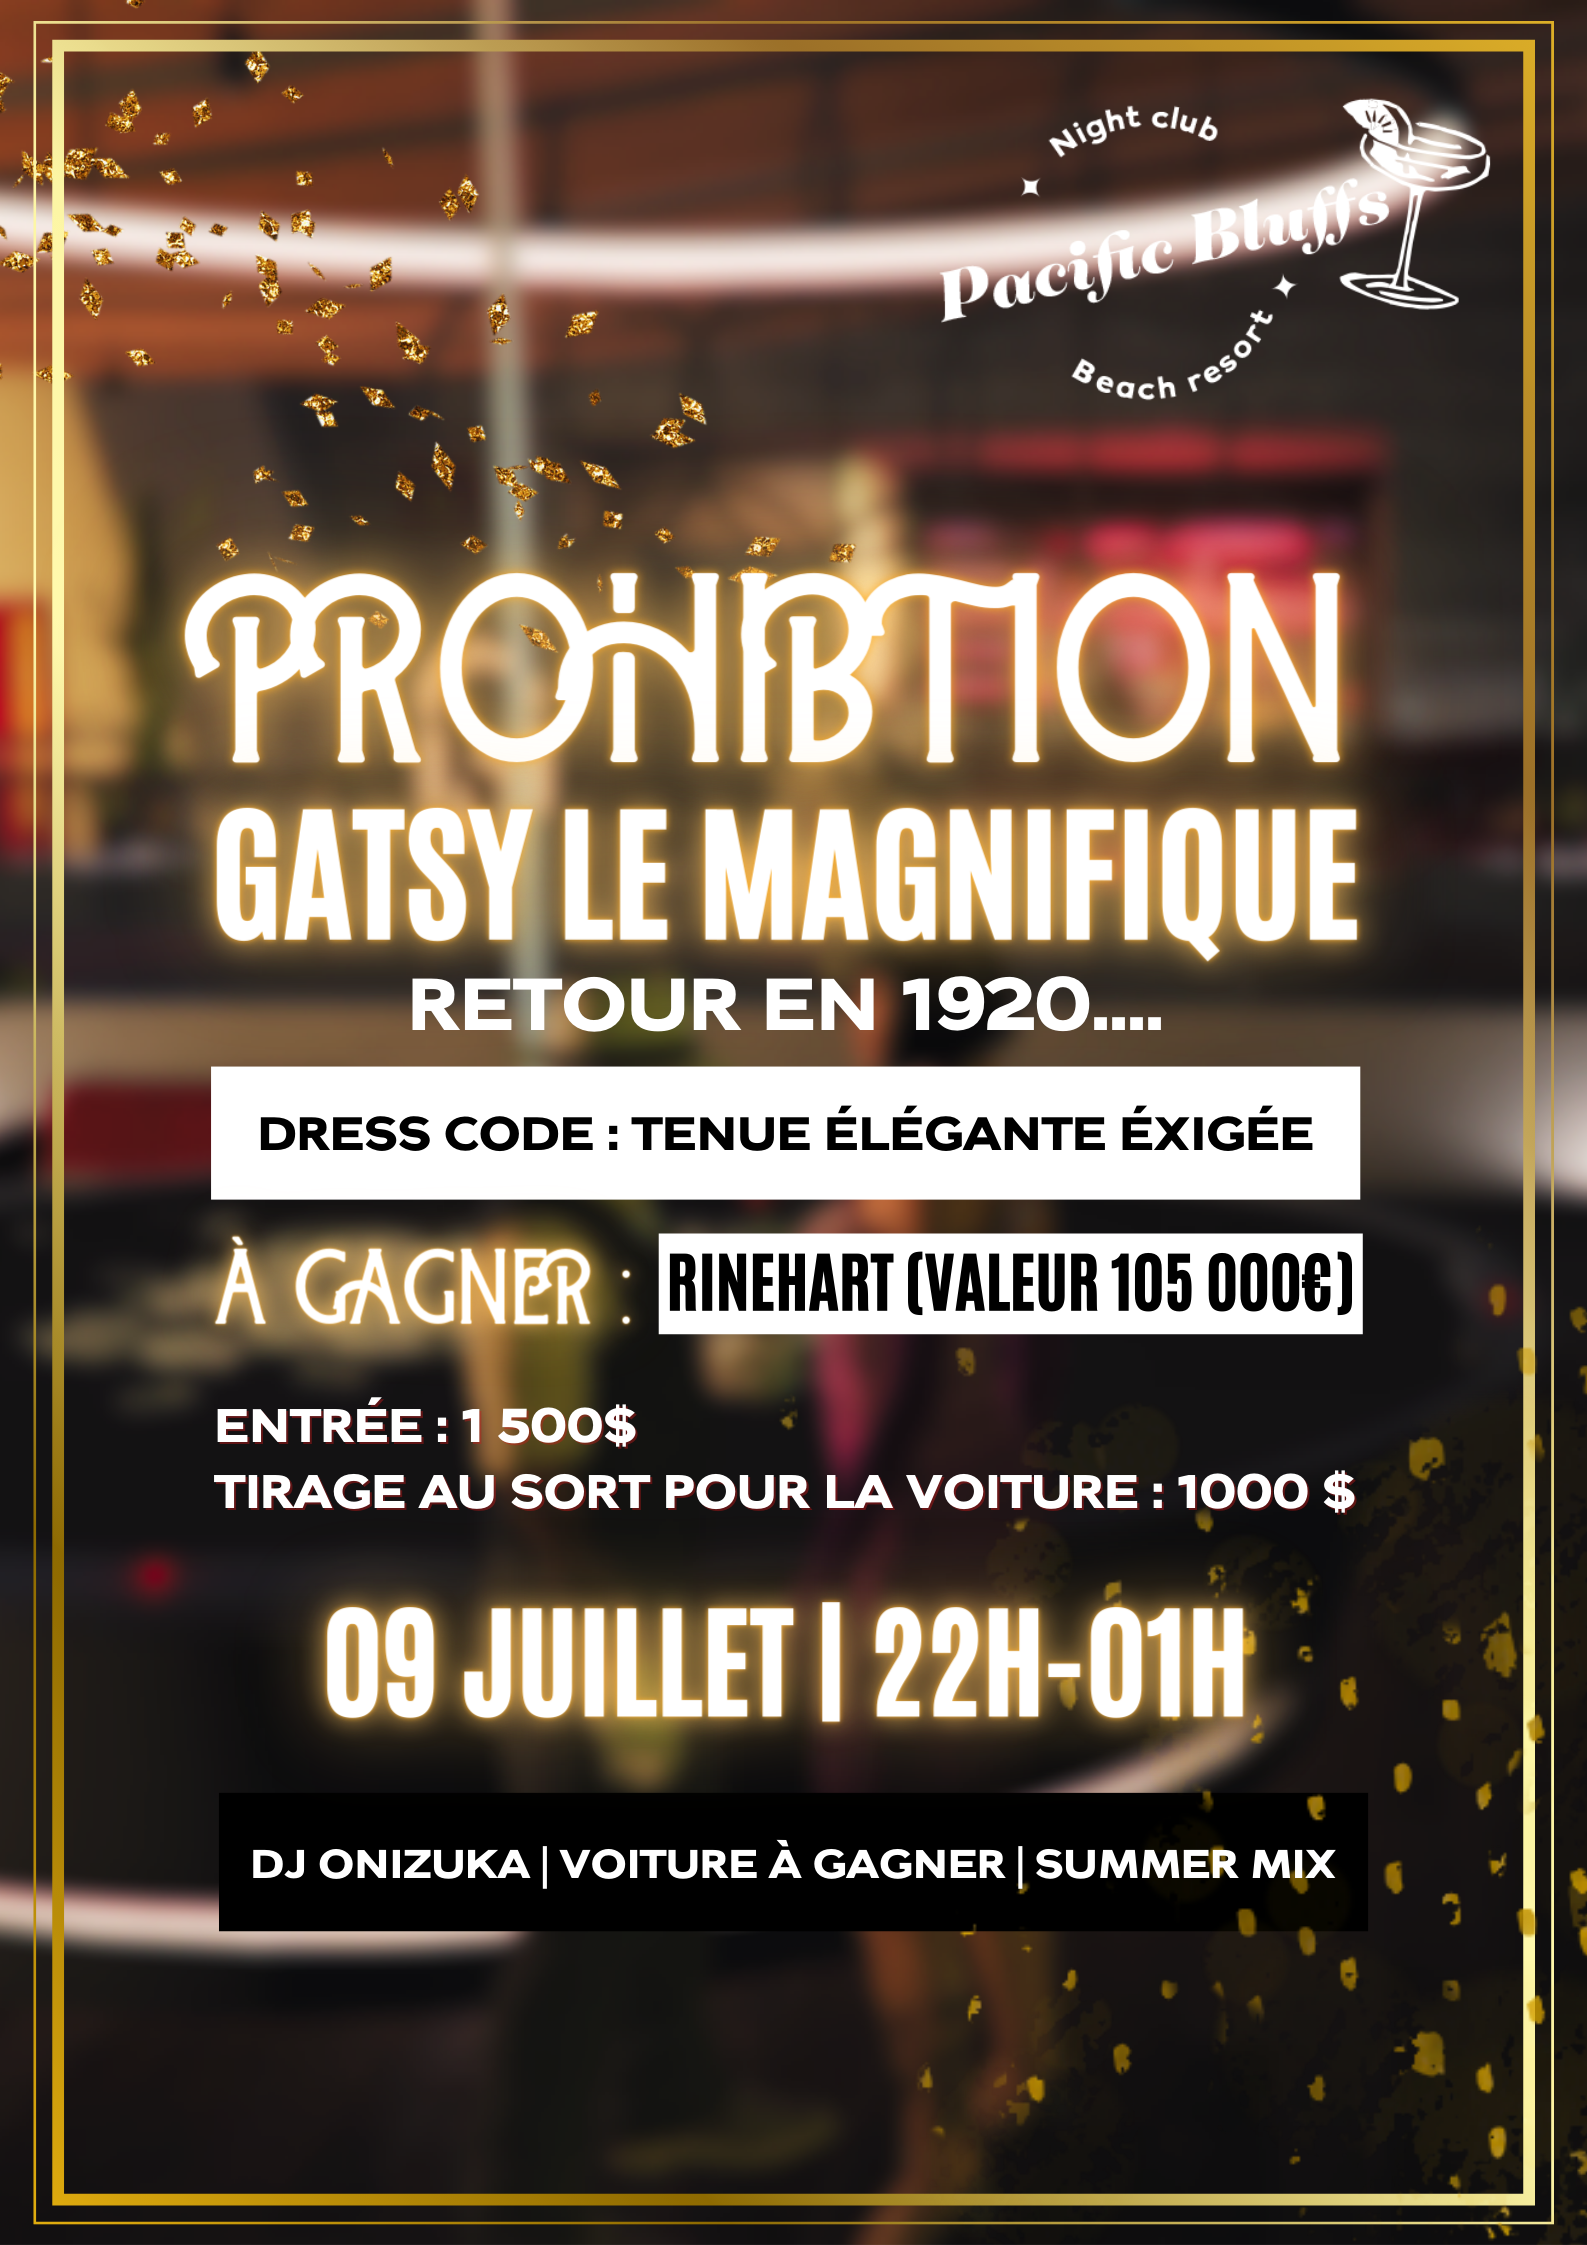 Night club
Pacific Bluffs
Beach resort
PROHIBTION
GATSY LE MAGNIFIQUE
RETOUR EN 1920....
DRESS CODE : TENUE ÉLÉGANTE ÉXIGÉE
À GAGNER : RINEHART (VALEUR 105 000€)
ENTRÉE : 1 500$
TIRAGE AU SORT POUR LA VOITURE : 1000 $
09 JUILLET | 22H-01H
DJ ONIZUKA | VOITURE À GAGNER | SUMMER MIX